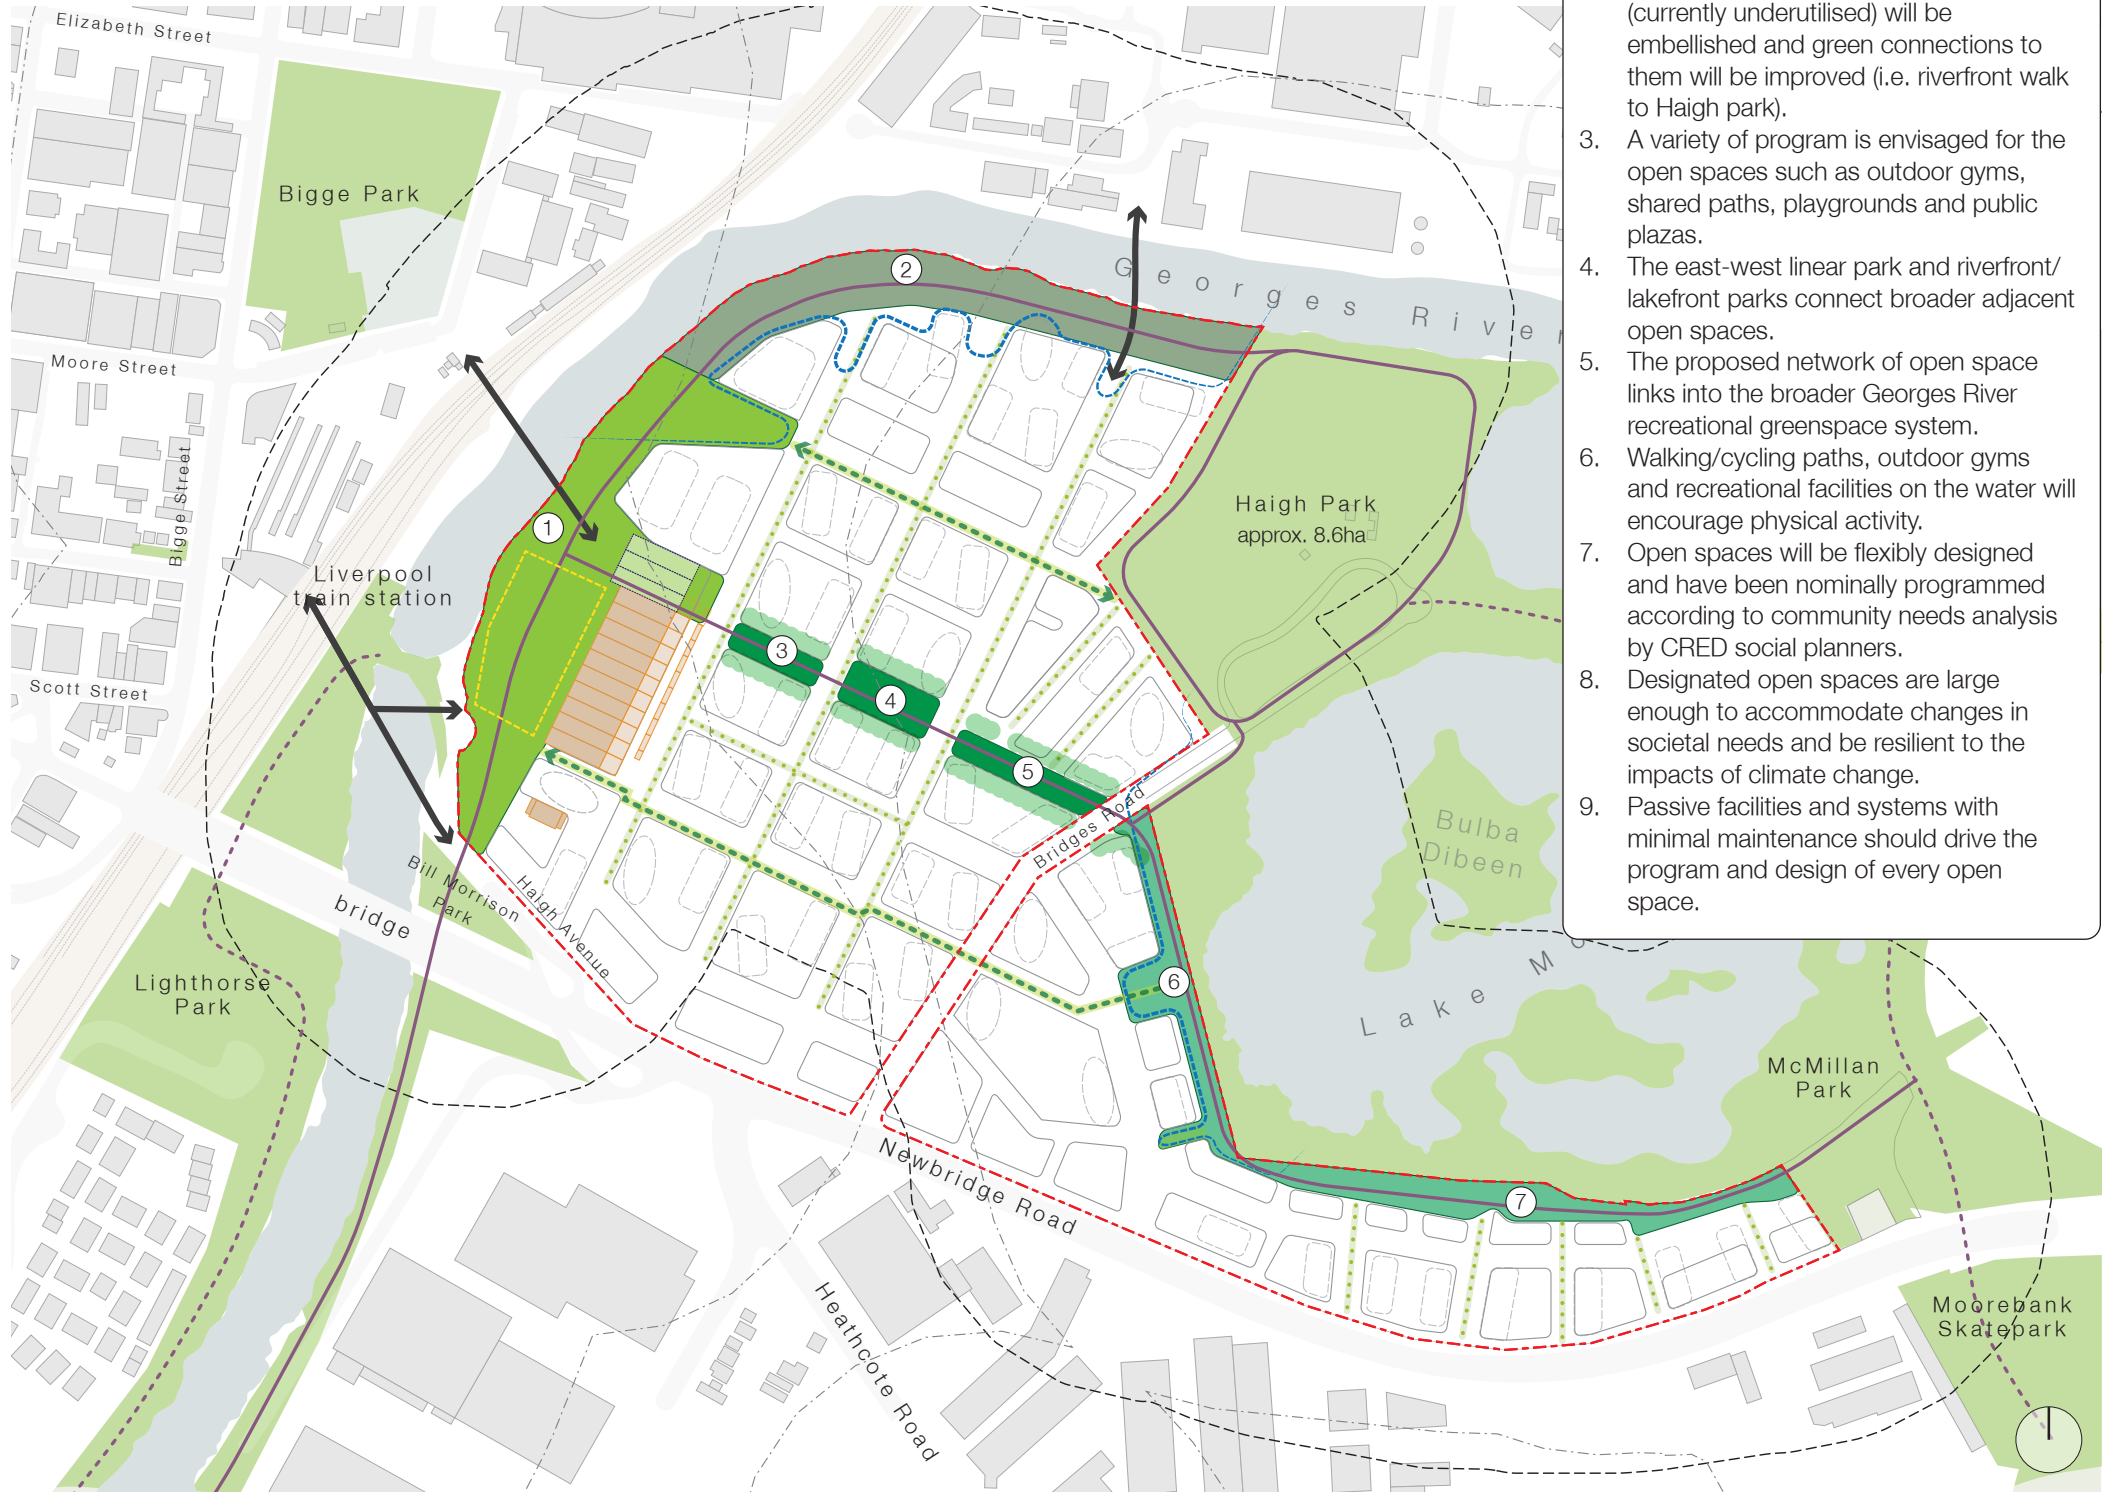 Elizabeth Street
Bigge Park
Moore Street
Bigge Street
Liverpool
train station
Scott Street
Bill Morrison
Park
bridge
Haigh Avenue
Lighthorse
Park
Georges River
Haigh Park
approx. 8.6ha
Bridges Road
Bulba
Dibeen
Lake Mo
McMillan
Park
Newbridge Road
Heathcote Road
Moorebank
Skatepark
1
2
3
4
5
6
7
(currently underutilised) will be
embellished and green connections to
them will be improved (i.e. riverfront walk
to Haigh park).
3. A variety of program is envisaged for the
open spaces such as outdoor gyms,
shared paths, playgrounds and public
plazas.
4. The east-west linear park and riverfront/
lakefront parks connect broader adjacent
open spaces.
5. The proposed network of open space
links into the broader Georges River
recreational greenspace system.
6. Walking/cycling paths, outdoor gyms
and recreational facilities on the water will
encourage physical activity.
7. Open spaces will be flexibly designed
and have been nominally programmed
according to community needs analysis
by CRED social planners.
8. Designated open spaces are large
enough to accommodate changes in
societal needs and be resilient to the
impacts of climate change.
9. Passive facilities and systems with
minimal maintenance should drive the
program and design of every open
space.